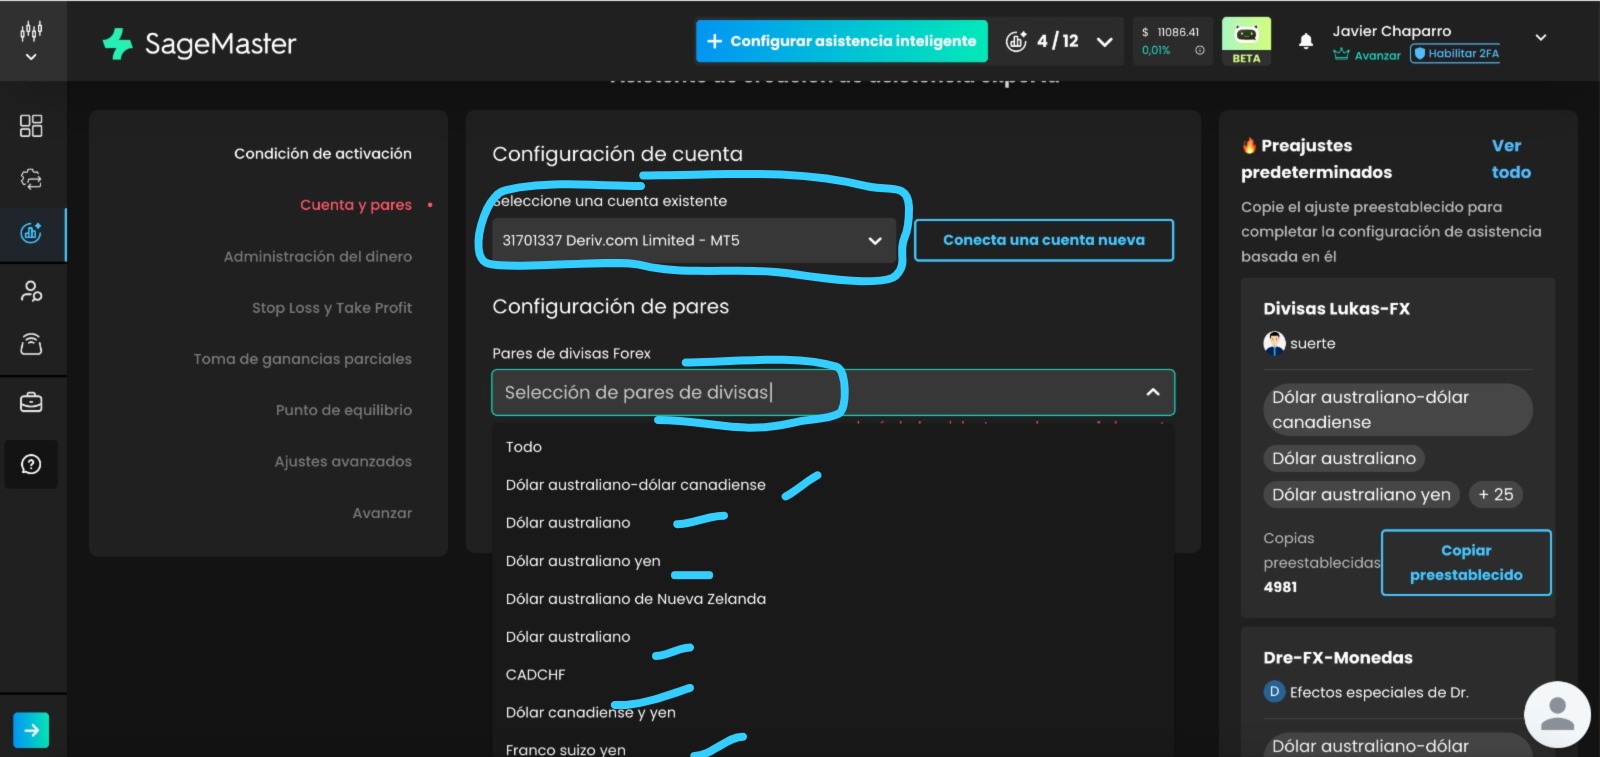 SageMaster
+ Configurar asistencia inteligente
4 / 12
$ 11086.41
0,01%
BETA
Javier Chaparro
Avanzar
Habilitar 2FA
Asistente de creación de asistencia experta
Condición de activación
Cuenta y pares
Administración del dinero
Stop Loss y Take Profit
Toma de ganancias parciales
Punto de equilibrio
Ajustes avanzados
Avanzar
Configuración de cuenta
Seleccione una cuenta existente
31701337 Deriv.com Limited - MT5
Conecta una cuenta nueva
Configuración de pares
Pares de divisas Forex
Selección de pares de divisas
Todo
Dólar australiano-dólar canadiense
Dólar australiano
Dólar australiano yen
Dólar australiano de Nueva Zelanda
Dólar australiano
CADCHF
Dólar canadiense y yen
Franco suizo yen
Preajustes
predeterminados
Ver
todo
Copie el ajuste preestablecido para
completar la configuración de asistencia
basada en él
Divisas Lukas-FX
suerte
Dólar australiano-dólar
canadiense
Dólar australiano
Dólar australiano yen
+ 25
Copias
preestablecidas
4981
Copiar
preestablecido
Dre-FX-Monedas
D
Efectos especiales de Dr.
Dólar australiano-dólar